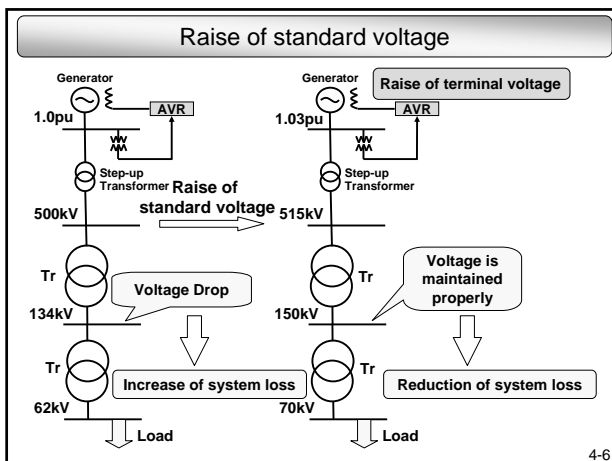 Raise of standard voltage
Generator
AVR
1.0pu
Step-up
Transformer
500kV
Tr
Voltage Drop
134kV
Tr
Increase of system loss
62kV
Load
Raise of
standard voltage
Generator
Raise of terminal voltage
AVR
1.03pu
Step-up
Transformer
515kV
Tr
Voltage is
maintained
properly
150kV
Tr
Reduction of system loss
70kV
Load
4-6